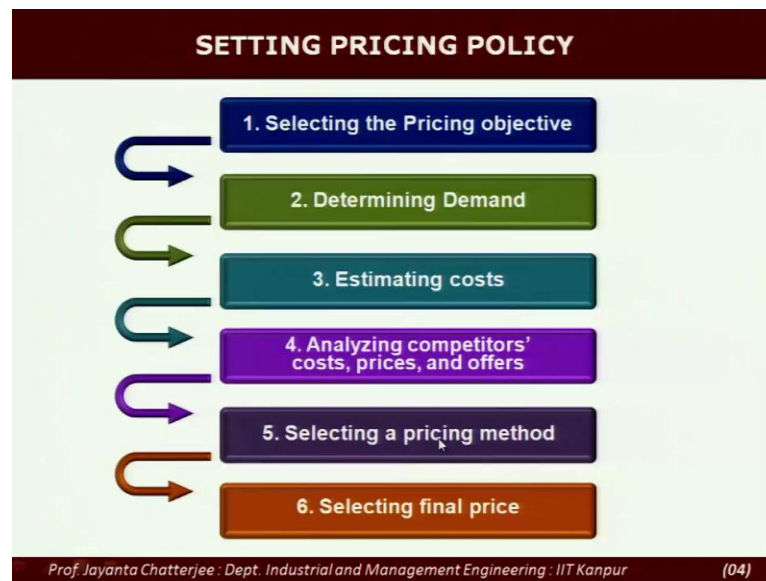 SETTING PRICING POLICY
1. Selecting the Pricing objective
2. Determining Demand
3. Estimating costs
4. Analyzing competitors'
costs, prices, and offers
5. Selecting a pricing method
6. Selecting final price
Prof. Jayanta Chatterjee : Dept. Industrial and Management Engineering : IIT Kanpur (04)